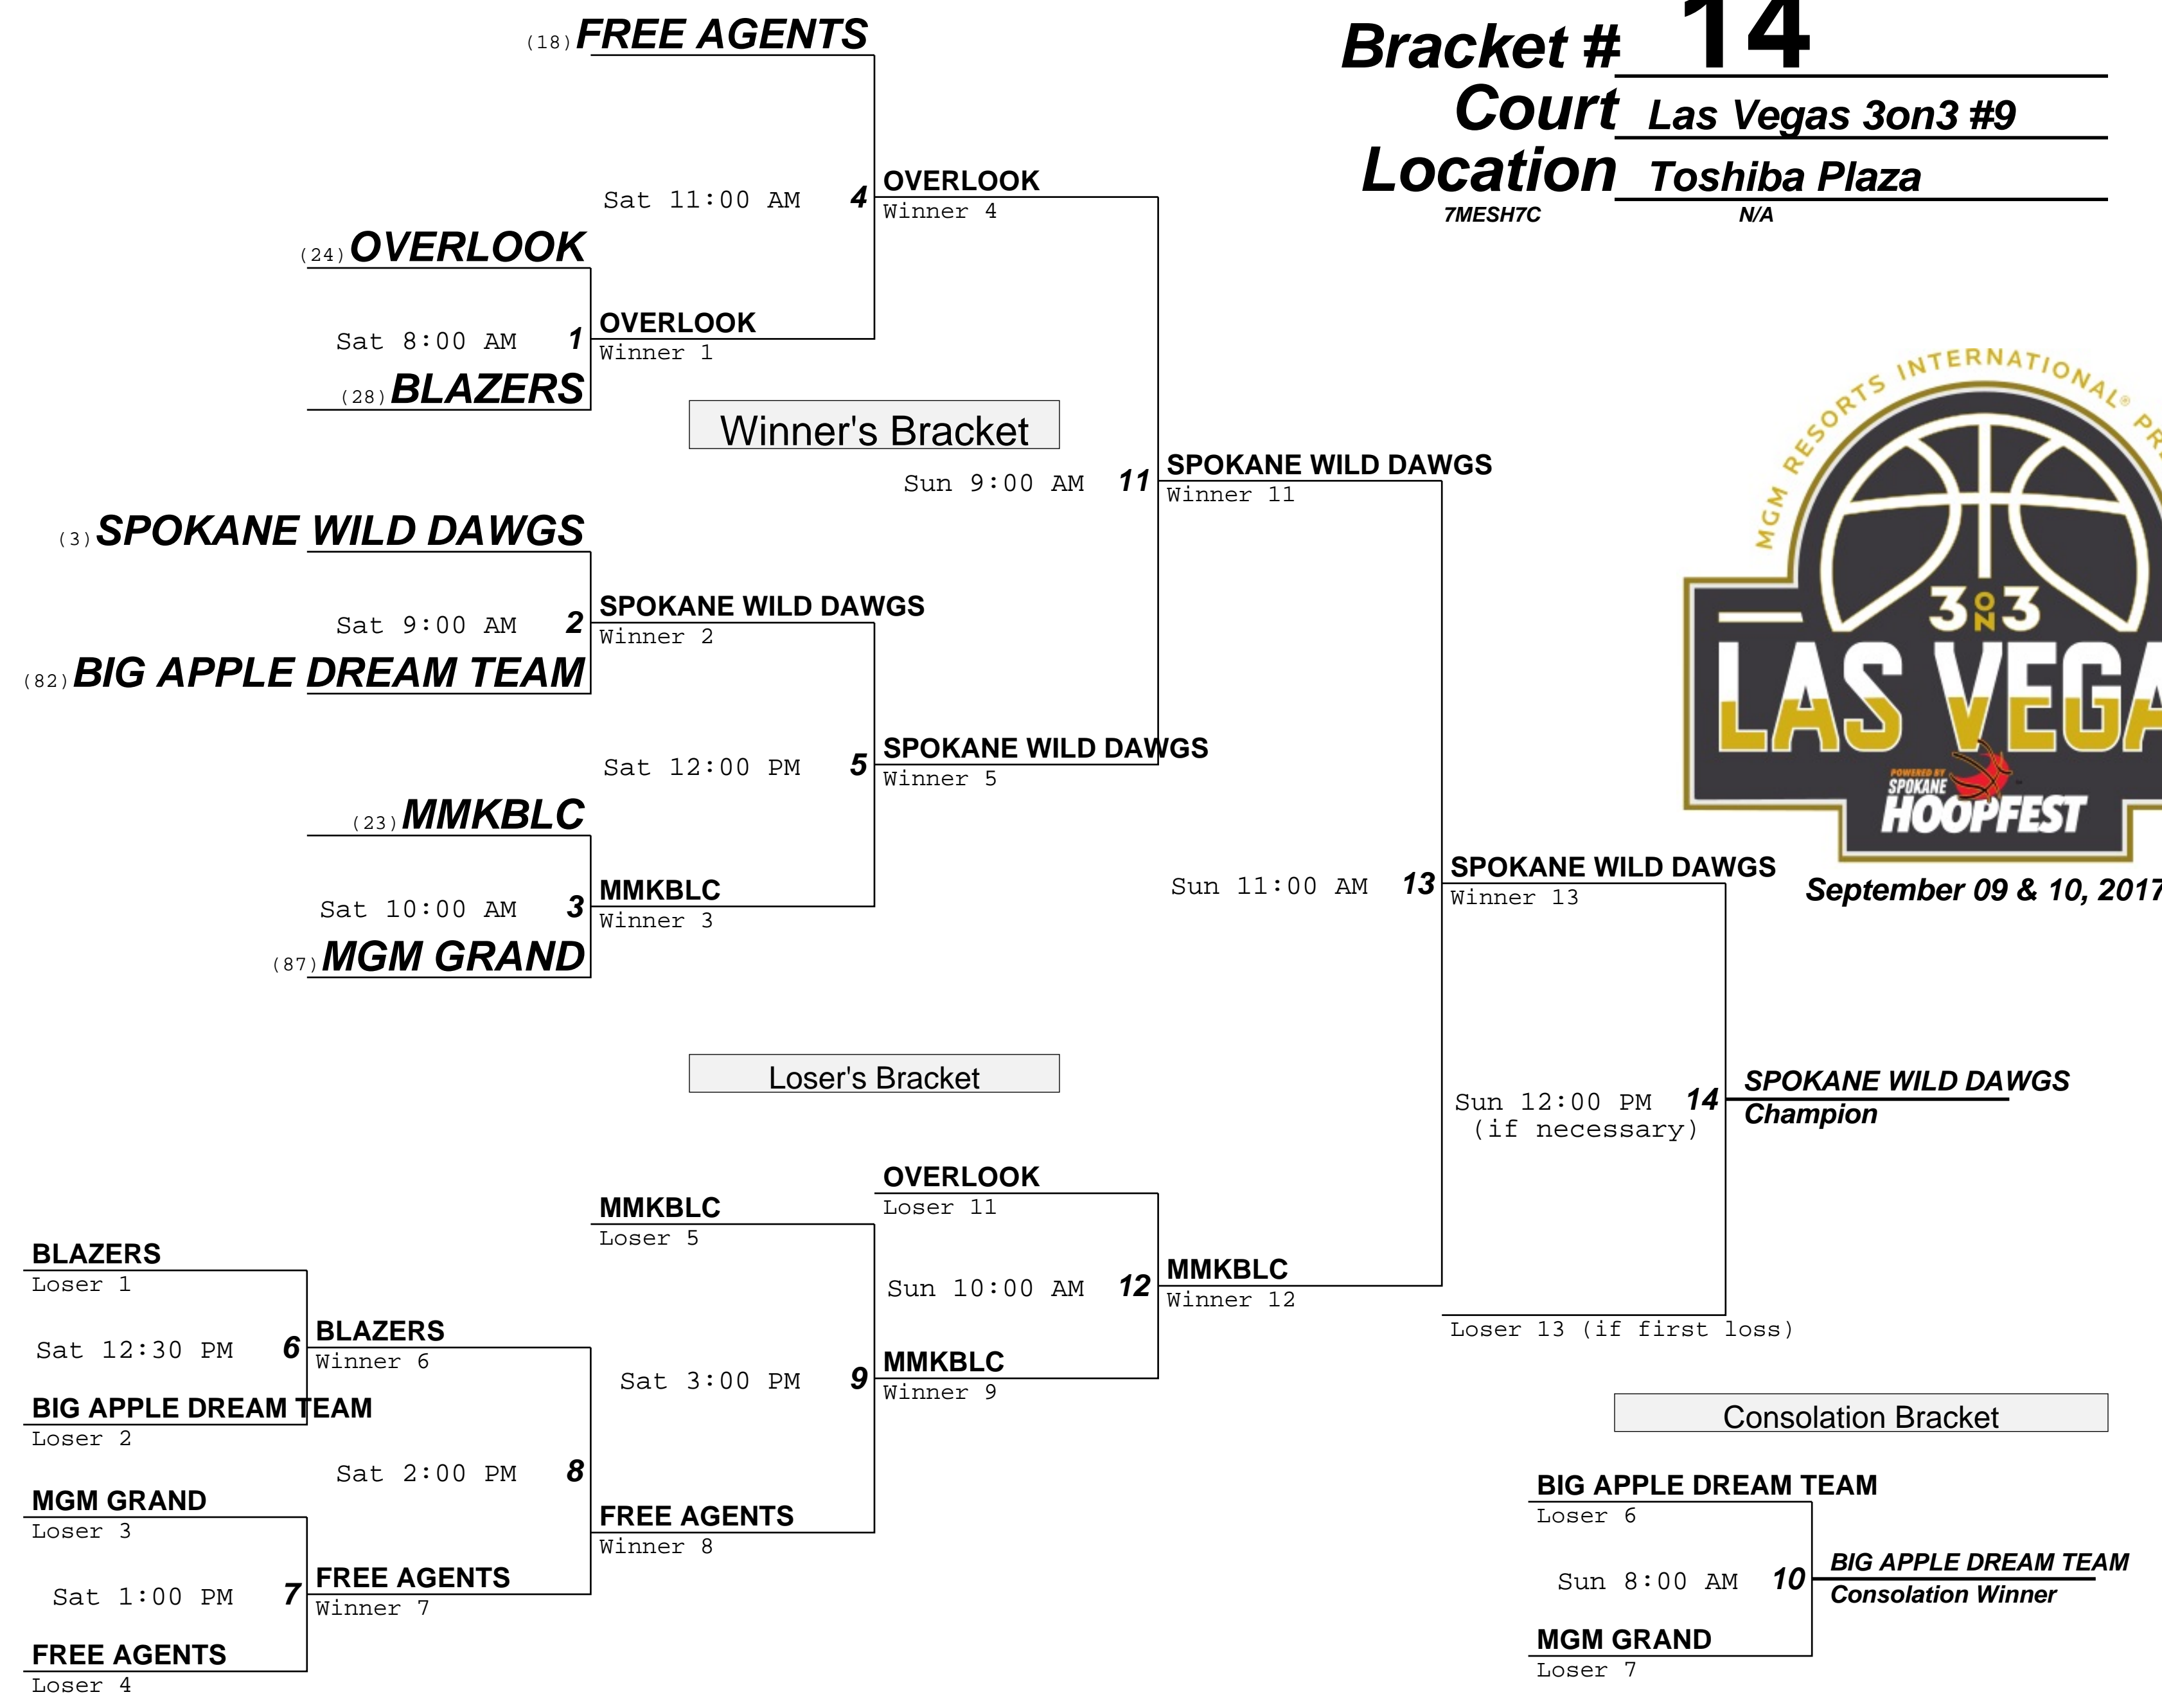 (18) FREE AGENTS
Bracket # 14
Court Las Vegas 3on3 #9
Location Toshiba Plaza
7MESH7C N/A
Sat 11:00 AM 4
OVERLOOK
Winner 4
(24) OVERLOOK
Sat 8:00 AM 1
OVERLOOK
Winner 1
(28) BLAZERS
Winner's Bracket
Sun 9:00 AM 11
SPOKANE WILD DAWGS
Winner 11
(3) SPOKANE WILD DAWGS
Sat 9:00 AM 2
SPOKANE WILD DAWGS
Winner 2
(82) BIG APPLE DREAM TEAM
Sat 12:00 PM 5
SPOKANE WILD DAWGS
Winner 5
(23) MMKBLC
Sat 10:00 AM 3
MMKBLC
Winner 3
(87) MGM GRAND
MGM RESORTS INTERNATIONAL® PR
3 ON 3
LAS VEGA
POWERED BY
SPOKANE
HOOPFEST
September 09 & 10, 2017
Sun 11:00 AM 13
SPOKANE WILD DAWGS
Winner 13
Loser's Bracket
Sun 12:00 PM 14
(if necessary)
SPOKANE WILD DAWGS
Champion
OVERLOOK
Loser 11
MMKBLC
Loser 5
Sun 10:00 AM 12
MMKBLC
Winner 12
BLAZERS
Loser 1
Sat 12:30 PM 6
BLAZERS
Winner 6
BIG APPLE DREAM TEAM
Loser 2
Sat 3:00 PM 9
MMKBLC
Winner 9
Loser 13 (if first loss)
Sat 2:00 PM 8
FREE AGENTS
Winner 8
MGM GRAND
Loser 3
Sat 1:00 PM 7
FREE AGENTS
Winner 7
FREE AGENTS
Loser 4
Consolation Bracket
BIG APPLE DREAM TEAM
Loser 6
Sun 8:00 AM 10
BIG APPLE DREAM TEAM
Consolation Winner
MGM GRAND
Loser 7